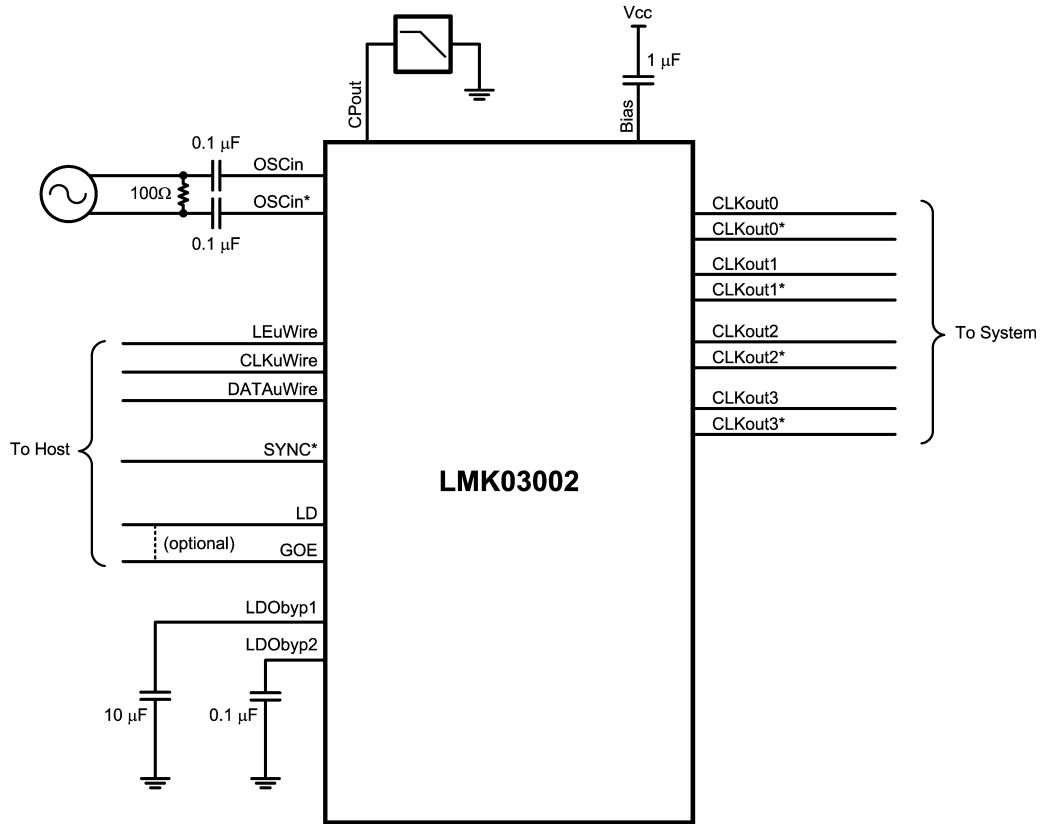 Vcc
1 μF
CPout
Bias
0.1 μF
OSCin
100Ω
OSCin*
0.1 μF
CLKout0
CLKout0*
CLKout1
CLKout1*
CLKout2
CLKout2*
CLKout3
CLKout3*
To System
LEuWire
CLKuWire
DATAuWire
To Host
SYNC*
LMK03002
LD
(optional)
GOE
LDObyp1
LDObyp2
10 μF
0.1 μF